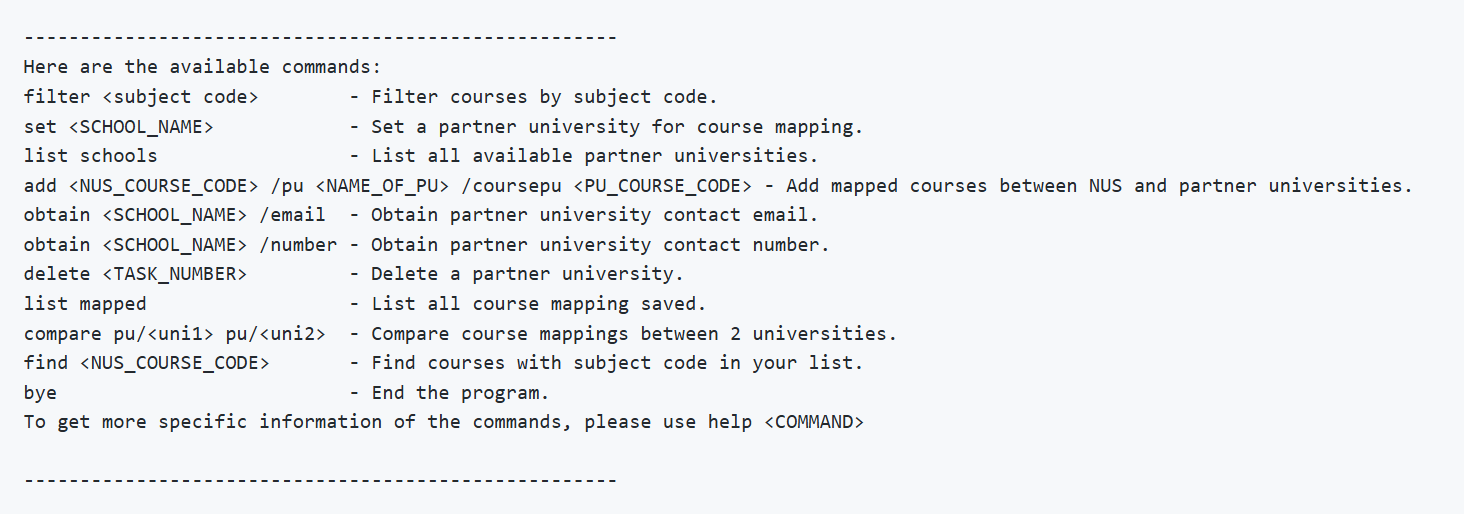 -----------------------------------------------------
Here are the available commands:
filter <subject code>        - Filter courses by subject code.
set <SCHOOL_NAME>            - Set a partner university for course mapping.
list schools                 - List all available partner universities.
add <NUS_COURSE_CODE> /pu <NAME_OF_PU> /coursepu <PU_COURSE_CODE> - Add mapped courses between NUS and partner universities.
obtain <SCHOOL_NAME> /email  - Obtain partner university contact email.
obtain <SCHOOL_NAME> /number - Obtain partner university contact number.
delete <TASK_NUMBER>         - Delete a partner university.
list mapped                  - List all course mapping saved.
compare pu/<uni1> pu/<uni2>  - Compare course mappings between 2 universities.
find <NUS_COURSE_CODE>       - Find courses with subject code in your list.
bye                          - End the program.
To get more specific information of the commands, please use help <COMMAND>
-----------------------------------------------------